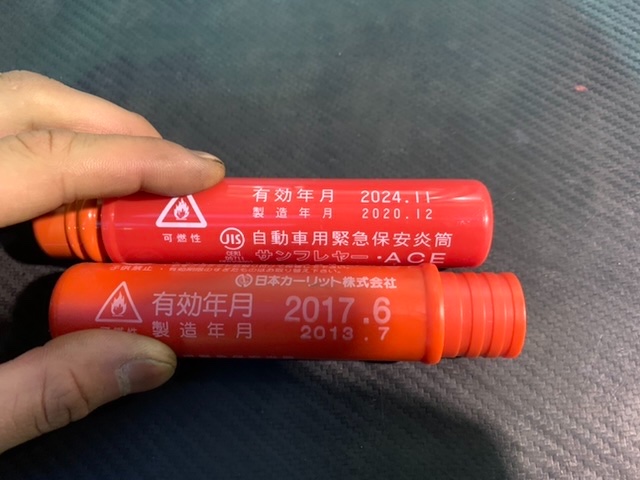 有効年月 2024.11
製造年月 2020.12
可燃性
JIS 自動車用緊急保安炎筒
サンフレヤー・ACE
日本カーリット株式会社
有効年月 2017.6
製造年月 2013.7